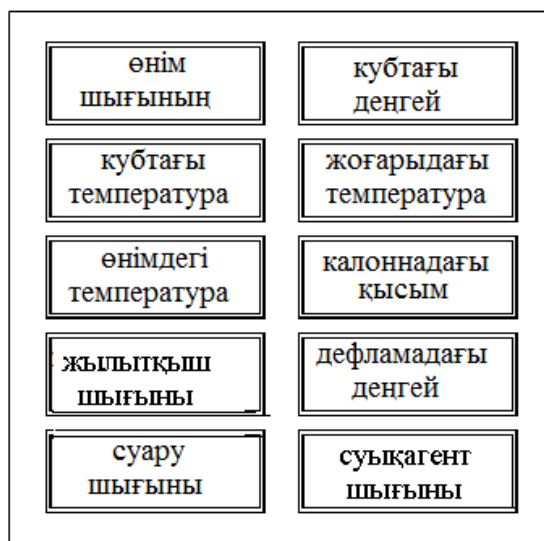 өнім
шығының
кубтағы
деңгей
кубтағы
температура
жоғарыдағы
температура
өнімдегі
температура
калоннадағы
қысым
жылытқыш
шығыны
дефламадағы
деңгей
суару
шығыны
суықагент
шығыны